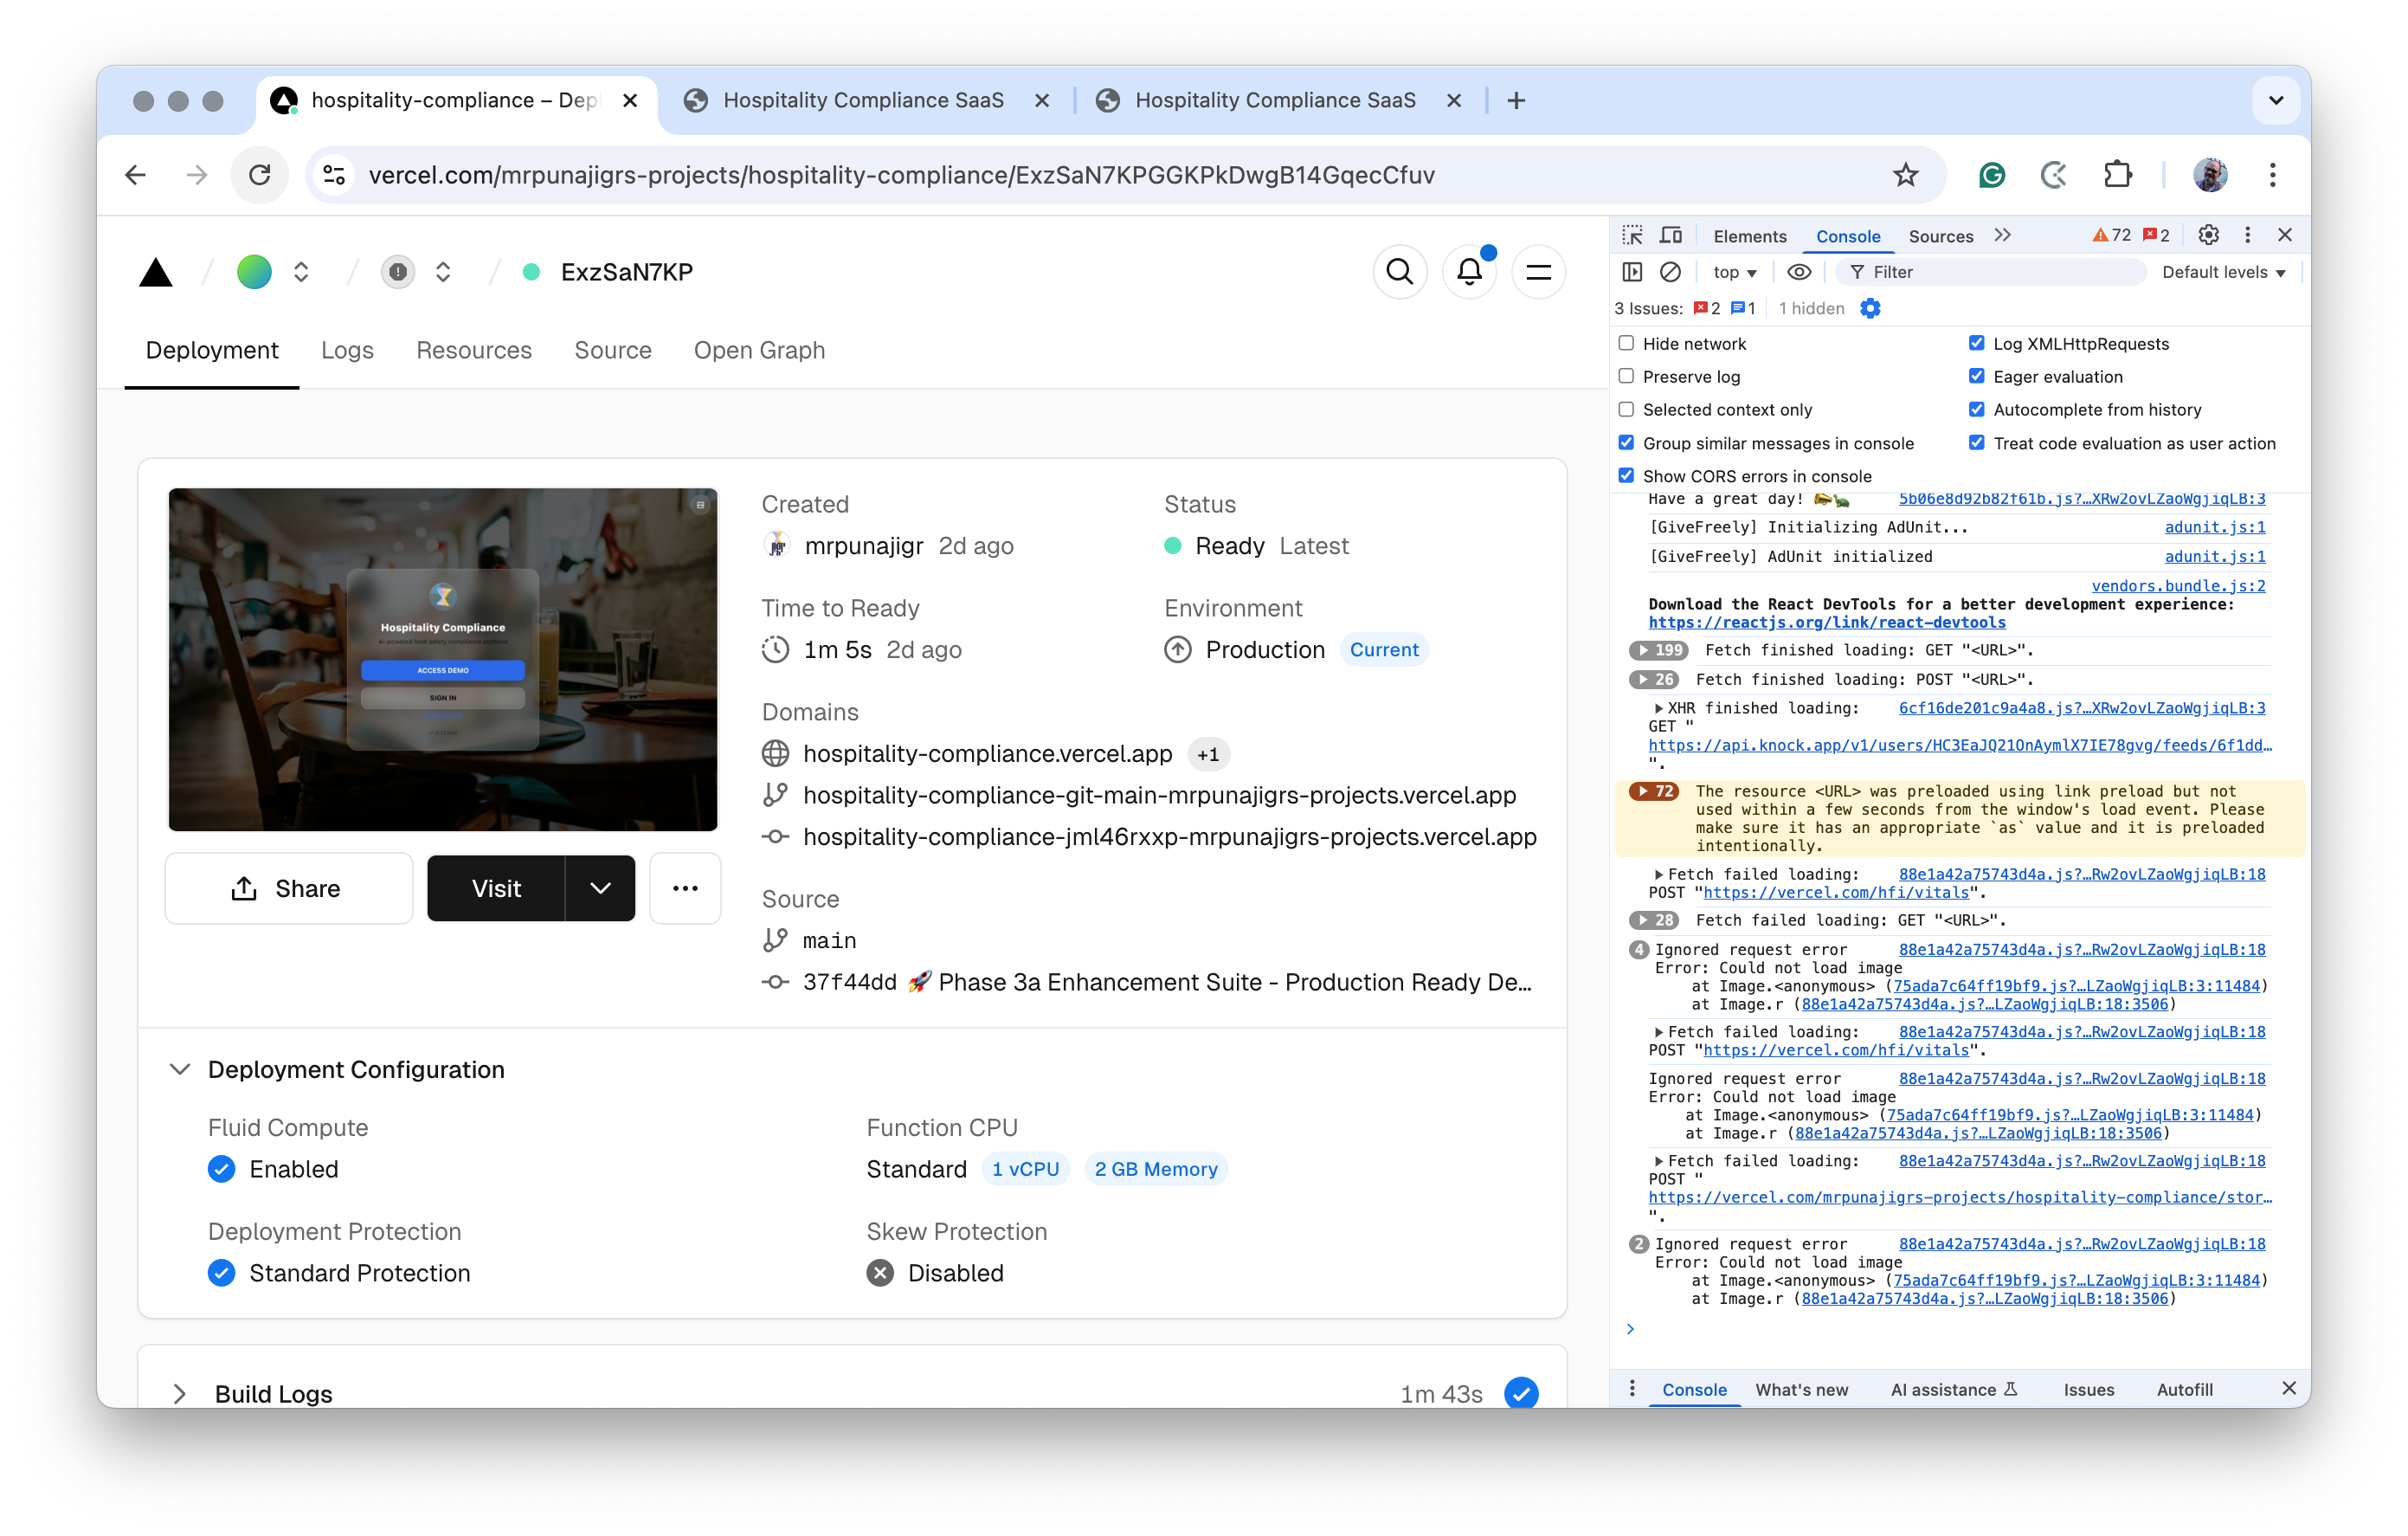 hospitality-compliance – Dep
Hospitality Compliance SaaS
Hospitality Compliance SaaS
vercel.com/mrpunajigrs-projects/hospitality-compliance/ExzSaN7KPGGKPkDwgB14GqecCfuv
ExzSaN7KP
Deployment
Logs
Resources
Source
Open Graph
Hospitality Compliance
AI-powered food safety compliance platform
ACCESS DEMO
SIGN IN
Share
Visit
Created
mrpunajigr 2d ago
Status
Ready Latest
Time to Ready
1m 5s 2d ago
Environment
Production Current
Domains
hospitality-compliance.vercel.app +1
hospitality-compliance-git-main-mrpunajigrs-projects.vercel.app
hospitality-compliance-jml46rxxp-mrpunajigrs-projects.vercel.app
Source
main
37f44dd 🚀 Phase 3a Enhancement Suite - Production Ready De...
Deployment Configuration
Fluid Compute
Enabled
Function CPU
Standard 1 vCPU 2 GB Memory
Deployment Protection
Standard Protection
Skew Protection
Disabled
Build Logs
1m 43s
Elements
Console
Sources
72
2
top
Filter
Default levels
3 Issues: 2 1 1 hidden
Hide network
Log XMLHttpRequests
Preserve log
Eager evaluation
Selected context only
Autocomplete from history
Group similar messages in console
Treat code evaluation as user action
Show CORS errors in console
Have a great day! 5b06e8d92b82f61b.js?…XRw2ovLZaoWgjiqLB:3
[GiveFreely] Initializing AdUnit... adunit.js:1
[GiveFreely] AdUnit initialized adunit.js:1
vendors.bundle.js:2
Download the React DevTools for a better development experience:
https://reactjs.org/link/react-devtools
199 Fetch finished loading: GET "<URL>".
26 Fetch finished loading: POST "<URL>".
XHR finished loading: 6cf16de201c9a4a8.js?…XRw2ovLZaoWgjiqLB:3
GET "
https://api.knock.app/v1/users/HC3EaJQ21OnAymlX7IE78gvg/feeds/6f1dd…
".
72 The resource <URL> was preloaded using link preload but not
used within a few seconds from the window's load event. Please
make sure it has an appropriate `as` value and it is preloaded
intentionally.
Fetch failed loading: 88e1a42a75743d4a.js?…Rw2ovLZaoWgjiqLB:18
POST "https://vercel.com/hfi/vitals".
28 Fetch failed loading: GET "<URL>".
4 Ignored request error 88e1a42a75743d4a.js?…Rw2ovLZaoWgjiqLB:18
Error: Could not load image
at Image.<anonymous> (75ada7c64ff19bf9.js?…LZaoWgjiqLB:3:11484)
at Image.r (88e1a42a75743d4a.js?…LZaoWgjiqLB:18:3506)
Fetch failed loading: 88e1a42a75743d4a.js?…Rw2ovLZaoWgjiqLB:18
POST "https://vercel.com/hfi/vitals".
Ignored request error 88e1a42a75743d4a.js?…Rw2ovLZaoWgjiqLB:18
Error: Could not load image
at Image.<anonymous> (75ada7c64ff19bf9.js?…LZaoWgjiqLB:3:11484)
at Image.r (88e1a42a75743d4a.js?…LZaoWgjiqLB:18:3506)
Fetch failed loading: 88e1a42a75743d4a.js?…Rw2ovLZaoWgjiqLB:18
POST "
https://vercel.com/mrpunajigrs-projects/hospitality-compliance/stor…
".
2 Ignored request error 88e1a42a75743d4a.js?…Rw2ovLZaoWgjiqLB:18
Error: Could not load image
at Image.<anonymous> (75ada7c64ff19bf9.js?…LZaoWgjiqLB:3:11484)
at Image.r (88e1a42a75743d4a.js?…LZaoWgjiqLB:18:3506)
Console
What's new
AI assistance
Issues
Autofill